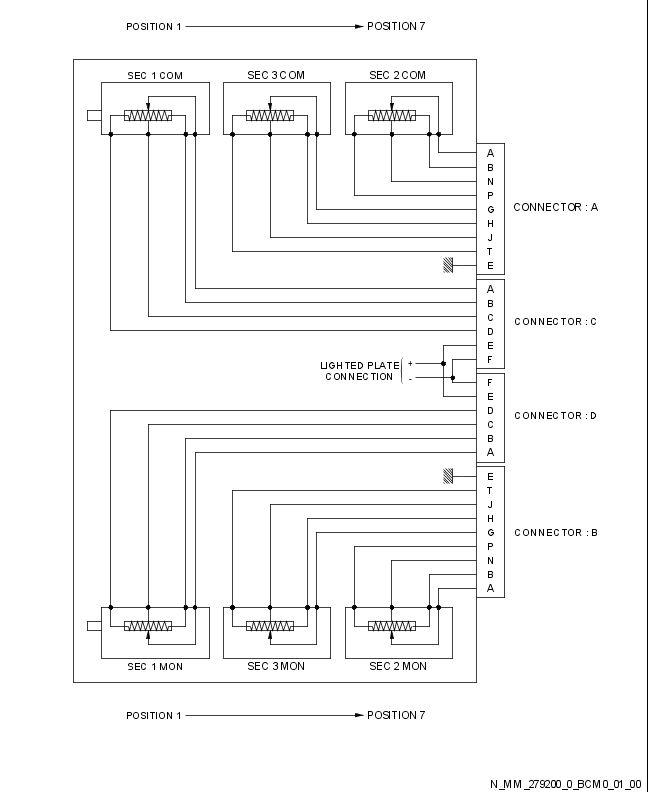 POSITION 1 POSITION 7
SEC 1 COM SEC 3 COM SEC 2 COM
A
B
N
P
G
H
J
T
E
CONNECTOR : A
A
B
C
D
E
F
CONNECTOR : C
LIGHTED PLATE +
CONNECTION -
F
E
D
C
B
A
CONNECTOR : D
E
T
J
H
G
P
N
B
A
CONNECTOR : B
SEC 1 MON SEC 3 MON SEC 2 MON
POSITION 1 POSITION 7
N_MM_279200_0_BCM0_01_00